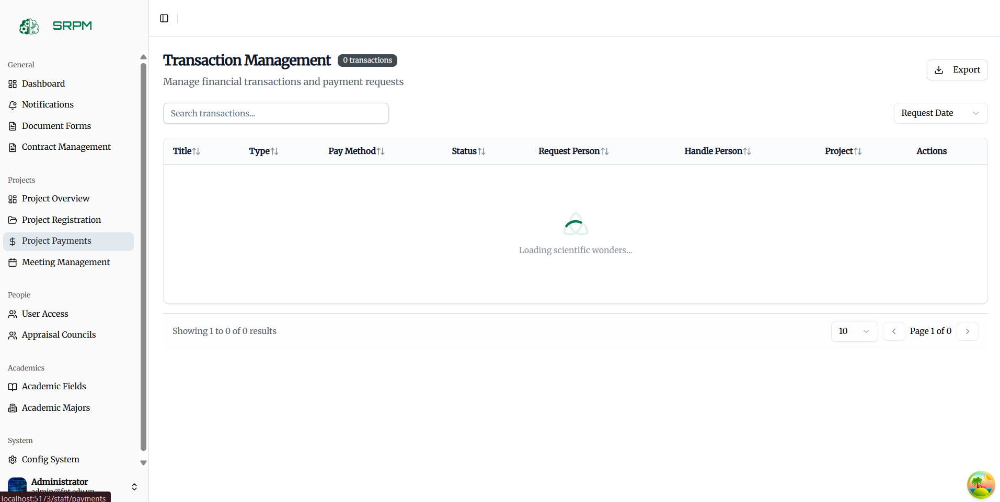 SRPM
General
Dashboard
Notifications
Document Forms
Contract Management
Projects
Project Overview
Project Registration
Project Payments
Meeting Management
People
User Access
Appraisal Councils
Academics
Academic Fields
Academic Majors
System
Config System
Administrator
admin@fpt.edu.vn
localhost:5173/staff/payments
Transaction Management
0 transactions
Manage financial transactions and payment requests
Export
Search transactions...
Request Date
Title Type Pay Method Status Request Person Handle Person Project Actions
Loading scientific wonders...
Showing 1 to 0 of 0 results
10
Page 1 of 0